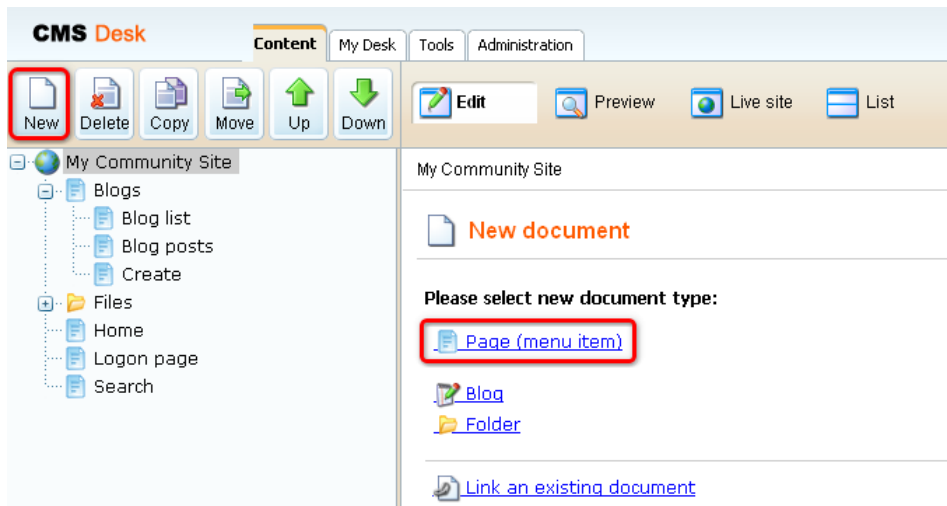 CMS Desk
Content
My Desk
Tools
Administration
New
Delete
Copy
Move
Up
Down
Edit
Preview
Live site
List
My Community Site
Blogs
Blog list
Blog posts
Create
Files
Home
Logon page
Search
My Community Site
New document
Please select new document type:
Page (menu item)
Blog
Folder
Link an existing document